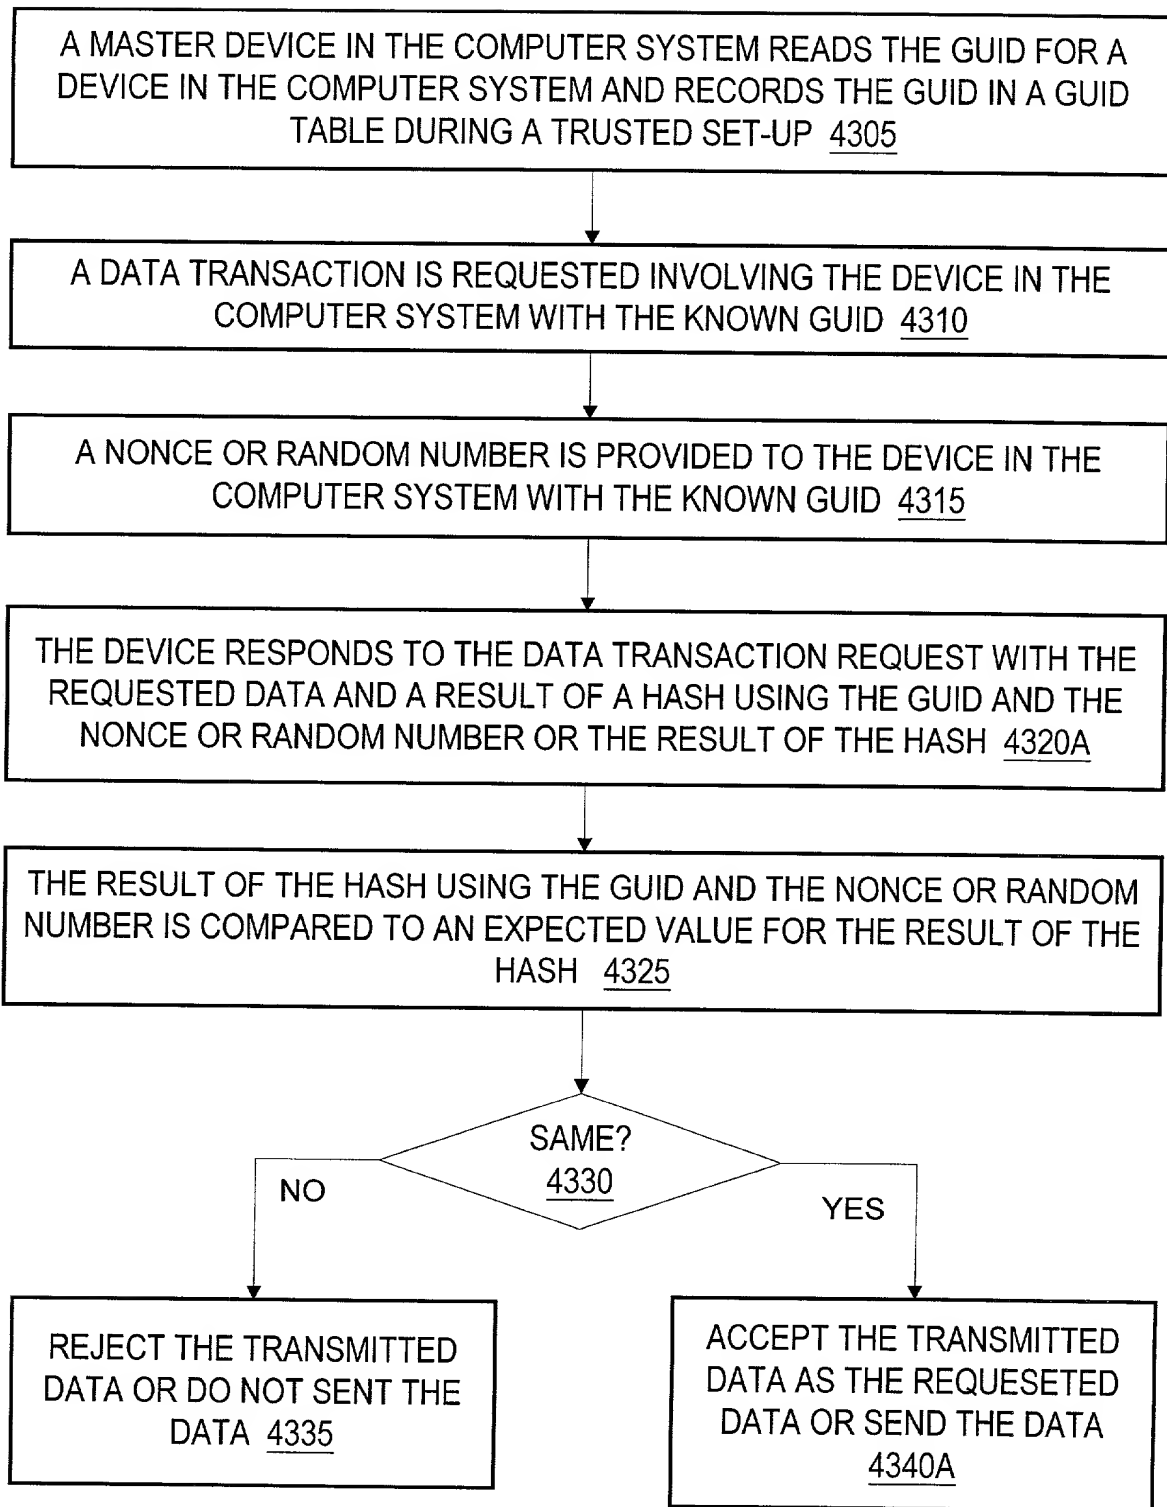 A MASTER DEVICE IN THE COMPUTER SYSTEM READS THE GUID FOR A
DEVICE IN THE COMPUTER SYSTEM AND RECORDS THE GUID IN A GUID
TABLE DURING A TRUSTED SET-UP 4305
A DATA TRANSACTION IS REQUESTED INVOLVING THE DEVICE IN THE
COMPUTER SYSTEM WITH THE KNOWN GUID 4310
A NONCE OR RANDOM NUMBER IS PROVIDED TO THE DEVICE IN THE
COMPUTER SYSTEM WITH THE KNOWN GUID 4315
THE DEVICE RESPONDS TO THE DATA TRANSACTION REQUEST WITH THE
REQUESTED DATA AND A RESULT OF A HASH USING THE GUID AND THE
NONCE OR RANDOM NUMBER OR THE RESULT OF THE HASH 4320A
THE RESULT OF THE HASH USING THE GUID AND THE NONCE OR RANDOM
NUMBER IS COMPARED TO AN EXPECTED VALUE FOR THE RESULT OF THE
HASH 4325
SAME?
4330
NO
YES
REJECT THE TRANSMITTED
DATA OR DO NOT SENT THE
DATA 4335
ACCEPT THE TRANSMITTED
DATA AS THE REQUESETED
DATA OR SEND THE DATA
4340A